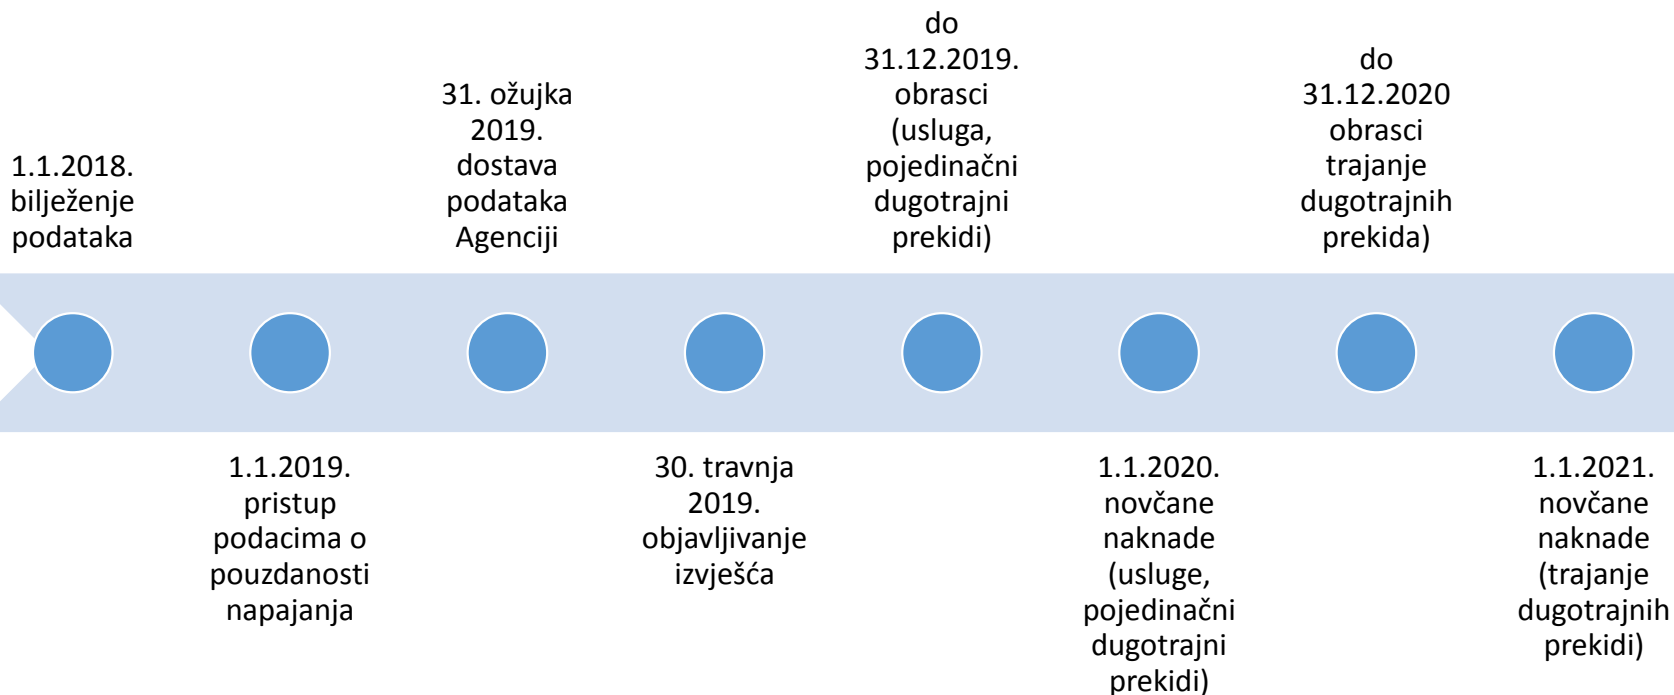 1.1.2018.
bilježenje
podataka
1.1.2019.
pristup
podacima o
pouzdanosti
napajanja
31. ožujka
2019.
dostava
podataka
Agenciji
30. travnja
2019.
objavljivanje
izvješća
do
31.12.2019.
obrasci
(usluga,
pojedinačni
dugotrajni
prekidi)
1.1.2020.
novčane
naknade
(usluge,
pojedinačni
dugotrajni
prekidi)
do
31.12.2020
obrasci
trajanje
dugotrajnih
prekida)
1.1.2021.
novčane
naknade
(trajanje
dugotrajnih
prekidi)